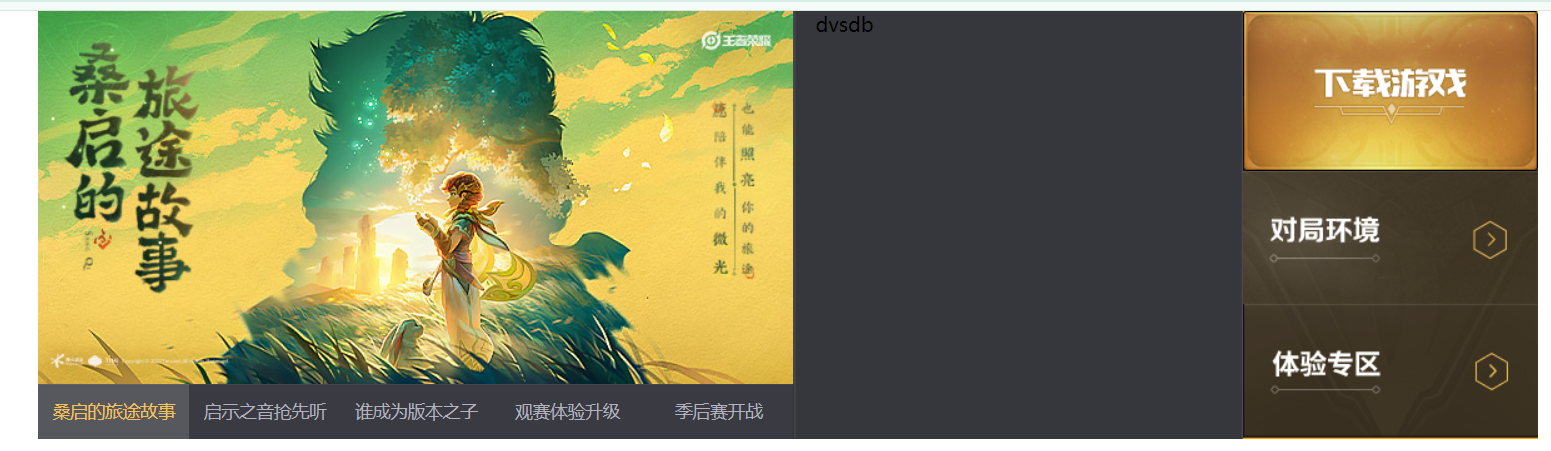 桑启的
旅途故事
王者荣耀
也能照亮你的旅途
陪伴我的微光
dvsdb
下载游戏
对局环境
体验专区
桑启的旅途故事
启示之音抢先听
谁成为版本之子
观赛体验升级
季后赛开战